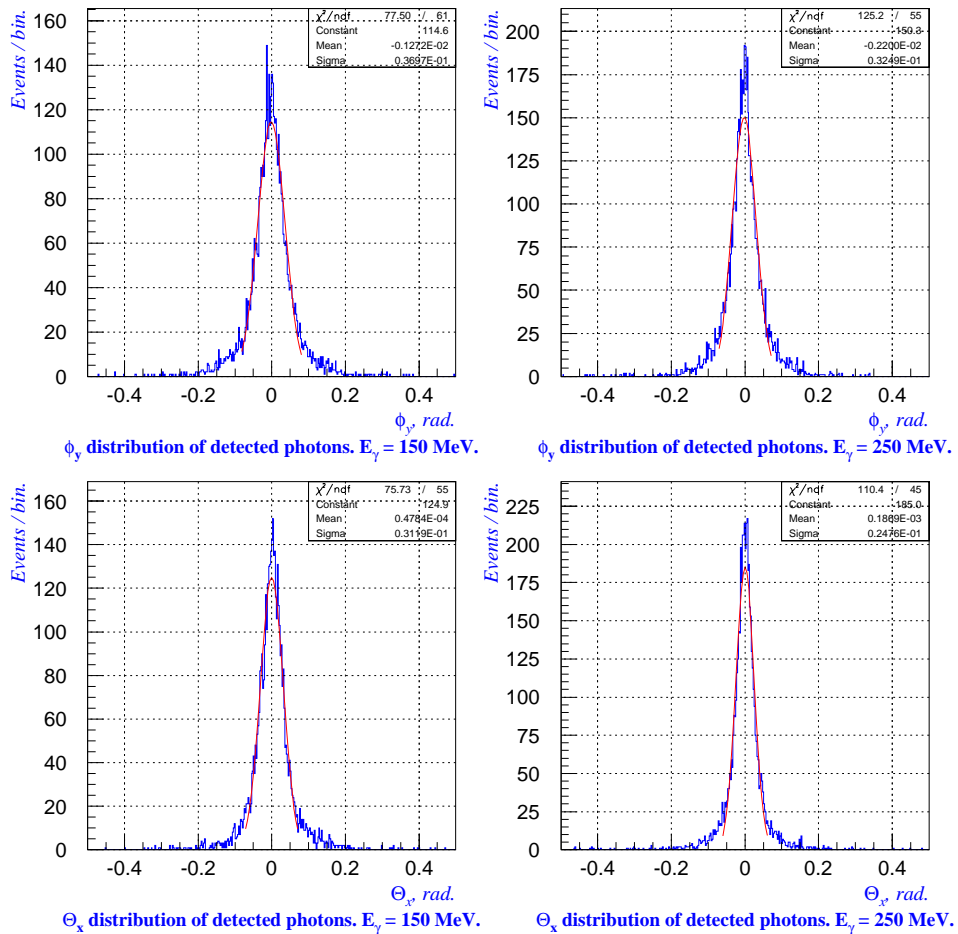 Events / bin.
160
140
120
100
80
60
40
20
0
-0.4 -0.2 0 0.2 0.4
χ²/ndf 77.50 / 61
Constant 114.6
Mean -0.1272E-02
Sigma 0.3697E-01
ϕy, rad.
ϕy distribution of detected photons. Eγ = 150 MeV.
Events / bin.
200
175
150
125
100
75
50
25
0
-0.4 -0.2 0 0.2 0.4
χ²/ndf 125.2 / 55
Constant 150.3
Mean -0.2200E-02
Sigma 0.3249E-01
ϕy, rad.
ϕy distribution of detected photons. Eγ = 250 MeV.
Events / bin.
160
140
120
100
80
60
40
20
0
-0.4 -0.2 0 0.2 0.4
χ²/ndf 75.73 / 55
Constant 124.9
Mean 0.4784E-04
Sigma 0.3119E-01
Θx, rad.
Θx distribution of detected photons. Eγ = 150 MeV.
Events / bin.
225
200
175
150
125
100
75
50
25
0
-0.4 -0.2 0 0.2 0.4
χ²/ndf 110.4 / 45
Constant 185.0
Mean 0.1869E-03
Sigma 0.2476E-01
Θx, rad.
Θx distribution of detected photons. Eγ = 250 MeV.